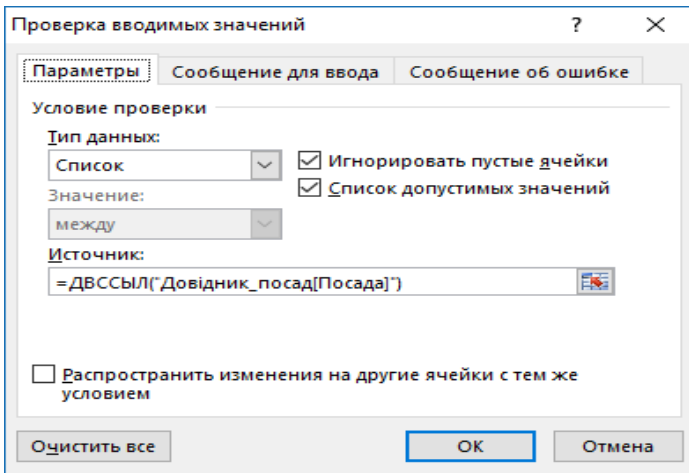 Проверка вводимых значений ?
Параметры Сообщение для ввода Сообщение об ошибке
Условие проверки
Тип данных:
Список Игнорировать пустые ячейки
Значение: Список допустимых значений
между
Источник:
=ДВССЫЛ("Довідник_посад[Посада]")
Распространить изменения на другие ячейки с тем же
условием
Очистить все ОК Отмена